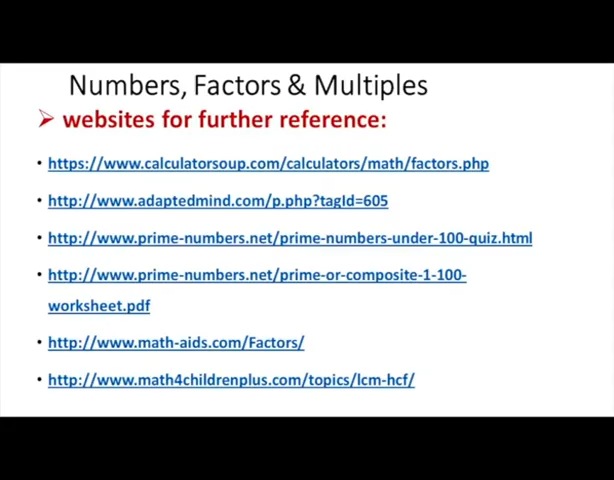 Numbers, Factors & Multiples
➢ websites for further reference:
• https://www.calculatorsoup.com/calculators/math/factors.php
• http://www.adaptedmind.com/p.php?tagId=605
• http://www.prime-numbers.net/prime-numbers-under-100-quiz.html
• http://www.prime-numbers.net/prime-or-composite-1-100-
worksheet.pdf
• http://www.math-aids.com/Factors/
• http://www.math4childrenplus.com/topics/lcm-hcf/